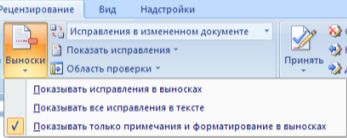 Рецензирование Вид Надстройки
Исправления в измененном документе
Показать исправления
Выноски Область проверки Принять
Показывать исправления в выносках
Показывать все исправления в тексте
Показывать только примечания и форматирование в выносках